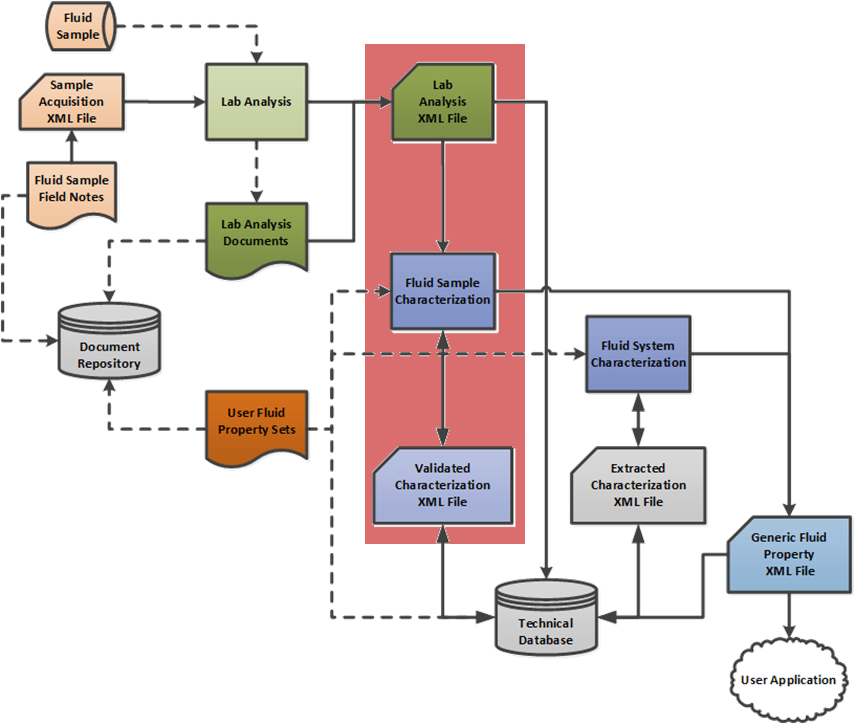 Fluid
Sample
Sample
Acquisition
XML File
Lab Analysis
Lab
Analysis
XML File
Fluid Sample
Field Notes
Lab Analysis
Documents
Fluid Sample
Characterization
Document
Repository
Fluid System
Characterization
User Fluid
Property Sets
Validated
Characterization
XML File
Extracted
Characterization
XML File
Generic Fluid
Property
XML File
Technical
Database
User Application